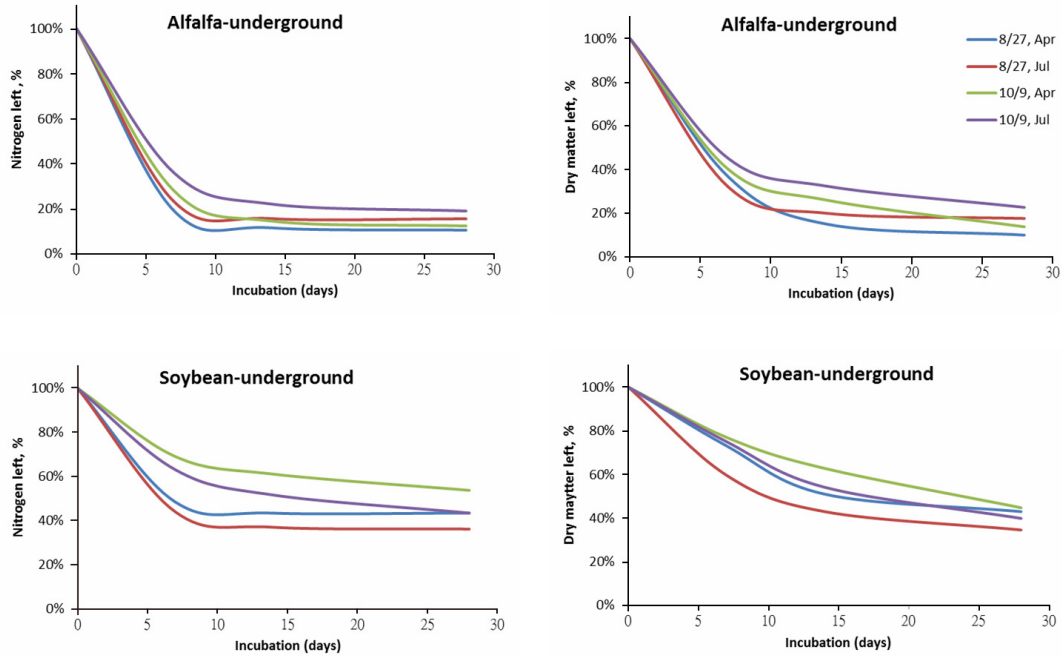 Alfalfa-underground
100%
80%
60%
40%
20%
0%
Nitrogen left, %
0 5 10 15 20 25 30
Incubation (days)
Alfalfa-underground
100%
80%
60%
40%
20%
0%
Dry matter left, %
0 5 10 15 20 25 30
Incubation (days)
8/27, Apr
8/27, Jul
10/9, Apr
10/9, Jul
Soybean-underground
100%
80%
60%
40%
20%
0%
Nitrogen left, %
0 5 10 15 20 25 30
Incubation (days)
Soybean-underground
100%
80%
60%
40%
20%
0%
Dry maytter left, %
0 5 10 15 20 25 30
Incubation (days)